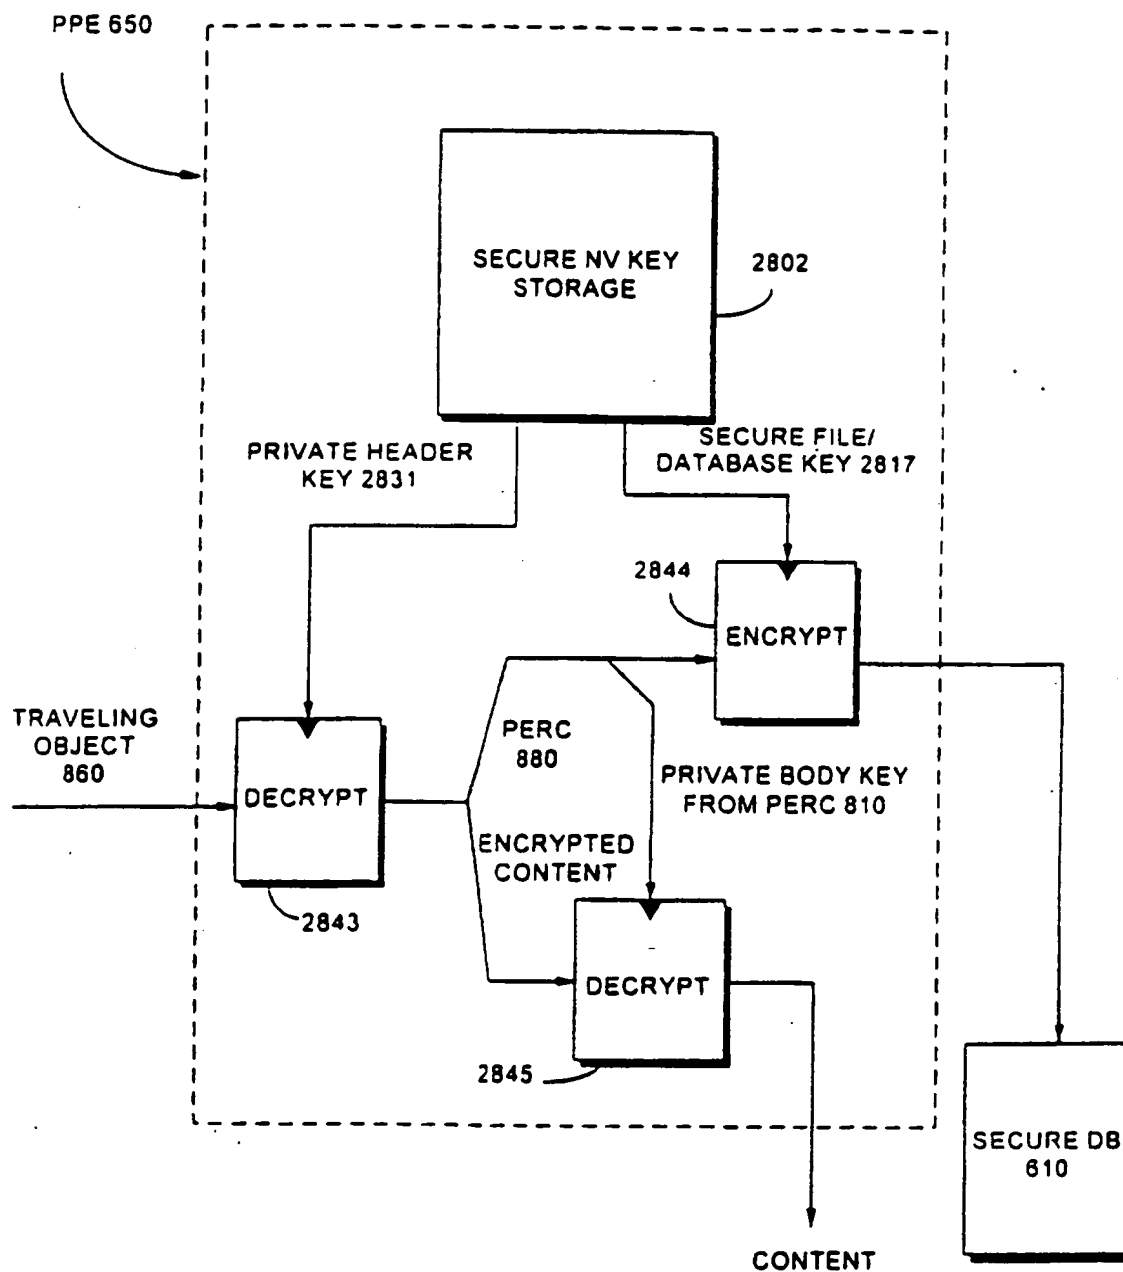 PPE 650
SECURE NV KEY
STORAGE
2802
PRIVATE HEADER
KEY 2831
SECURE FILE/
DATABASE KEY 2817
2844
ENCRYPT
TRAVELING
OBJECT
860
DECRYPT
PERC
880
PRIVATE BODY KEY
FROM PERC 810
ENCRYPTED
CONTENT
2843
DECRYPT
2845
SECURE DB
610
CONTENT